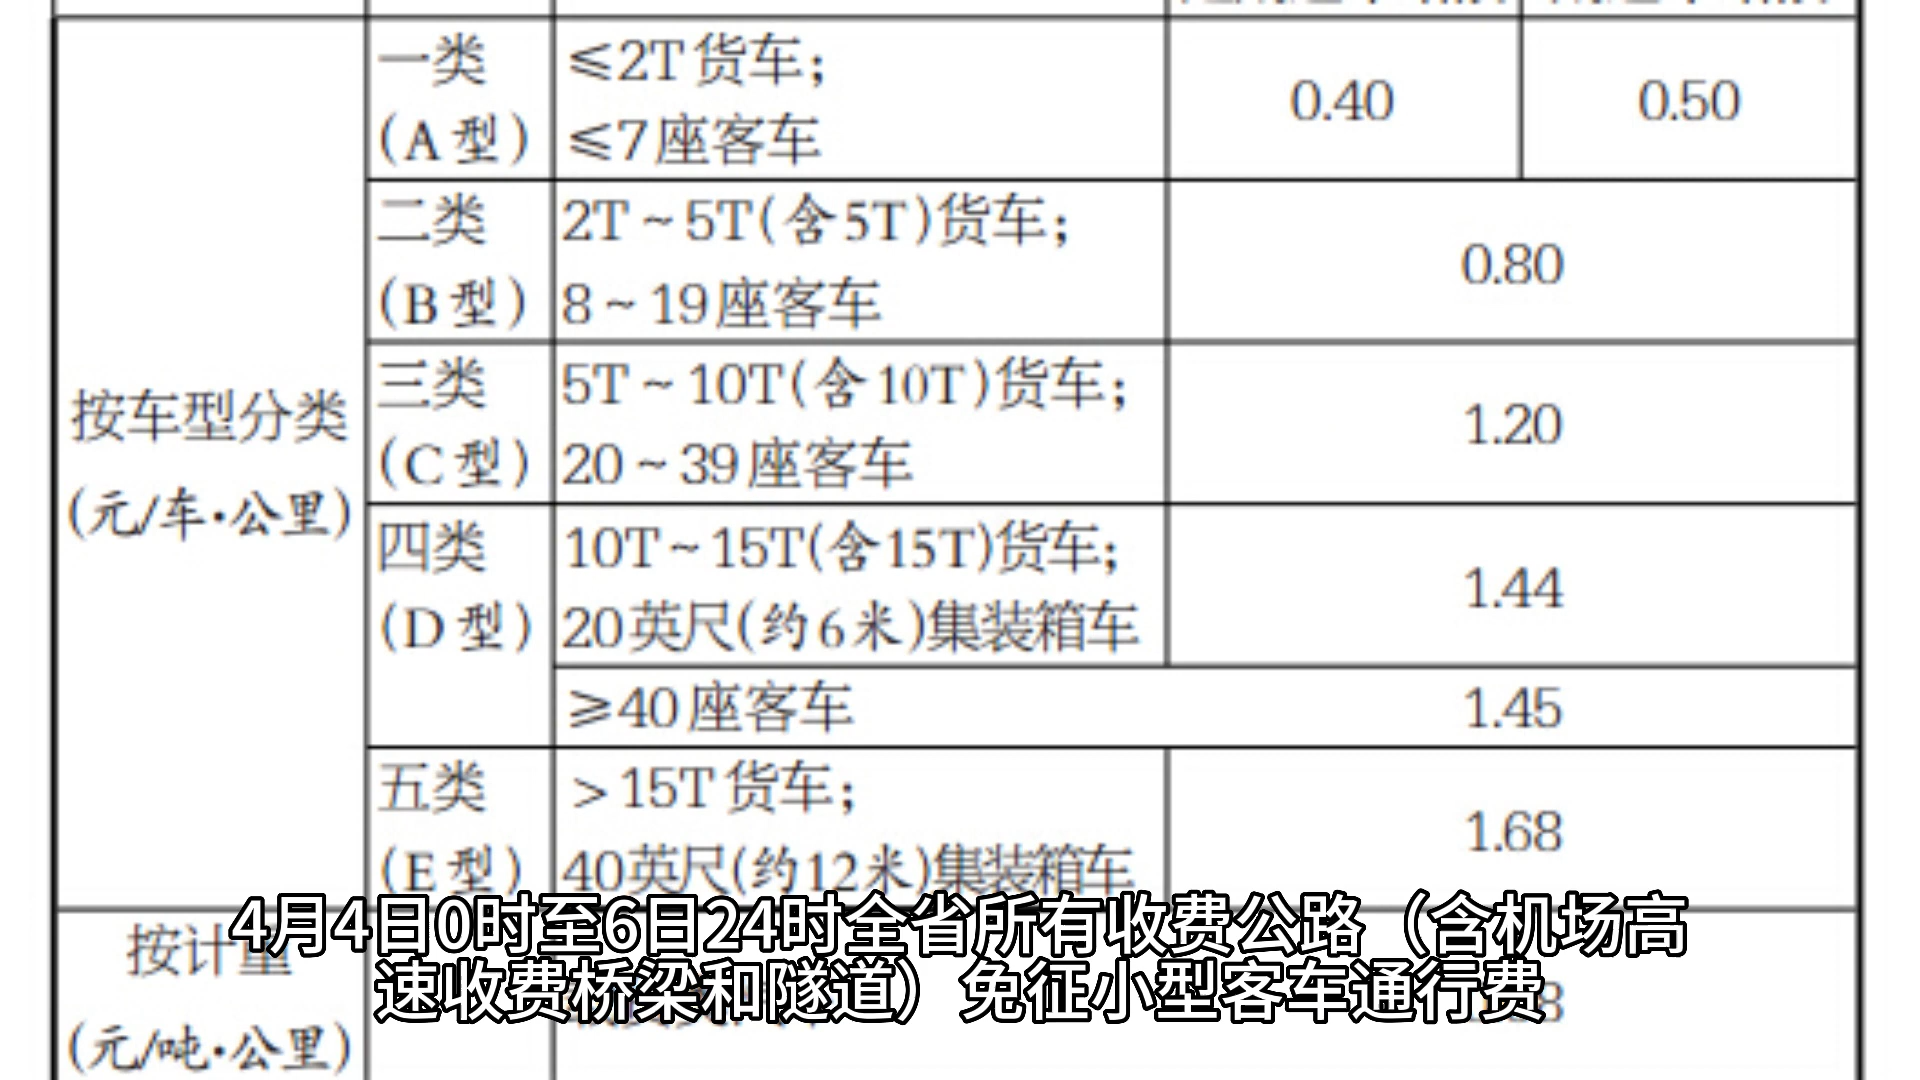 一类
(A型)
≤2T货车;
≤7座客车
0.40
0.50
二类
(B型)
2T~5T(含5T)货车;
8~19座客车
0.80
按车型分类
(元/车·公里)
三类
(C型)
5T~10T(含10T)货车;
20~39座客车
1.20
四类
(D型)
10T~15T(含15T)货车;
20英尺(约6米)集装箱车
1.44
≥40座客车
1.45
五类
(E型)
>15T货车;
40英尺(约12米)集装箱车
1.68
按计量
(元/吨·公里)
4月4日0时至6日24时全省所有收费公路（含机场高
速收费桥梁和隧道）免征小型客车通行费